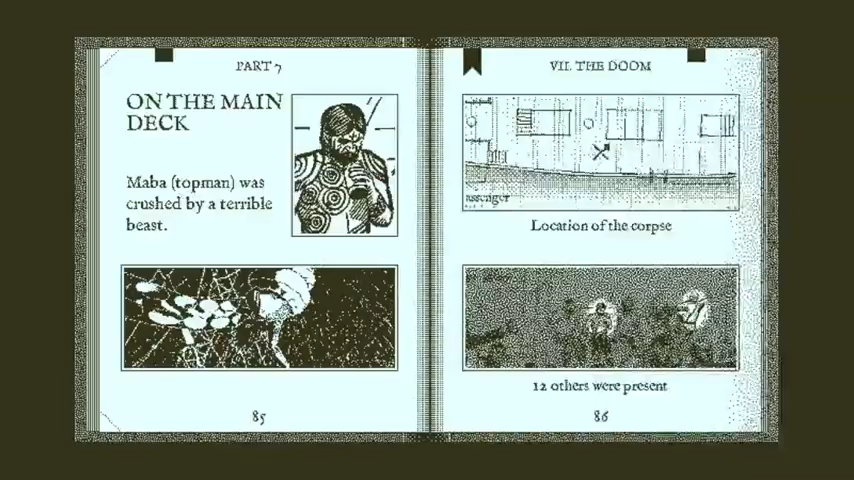 PART 7
ON THE MAIN
DECK
Maba (topman) was
crushed by a terrible
beast.
85
VII. THE DOOM
assenger
Location of the corpse
12 others were present
86